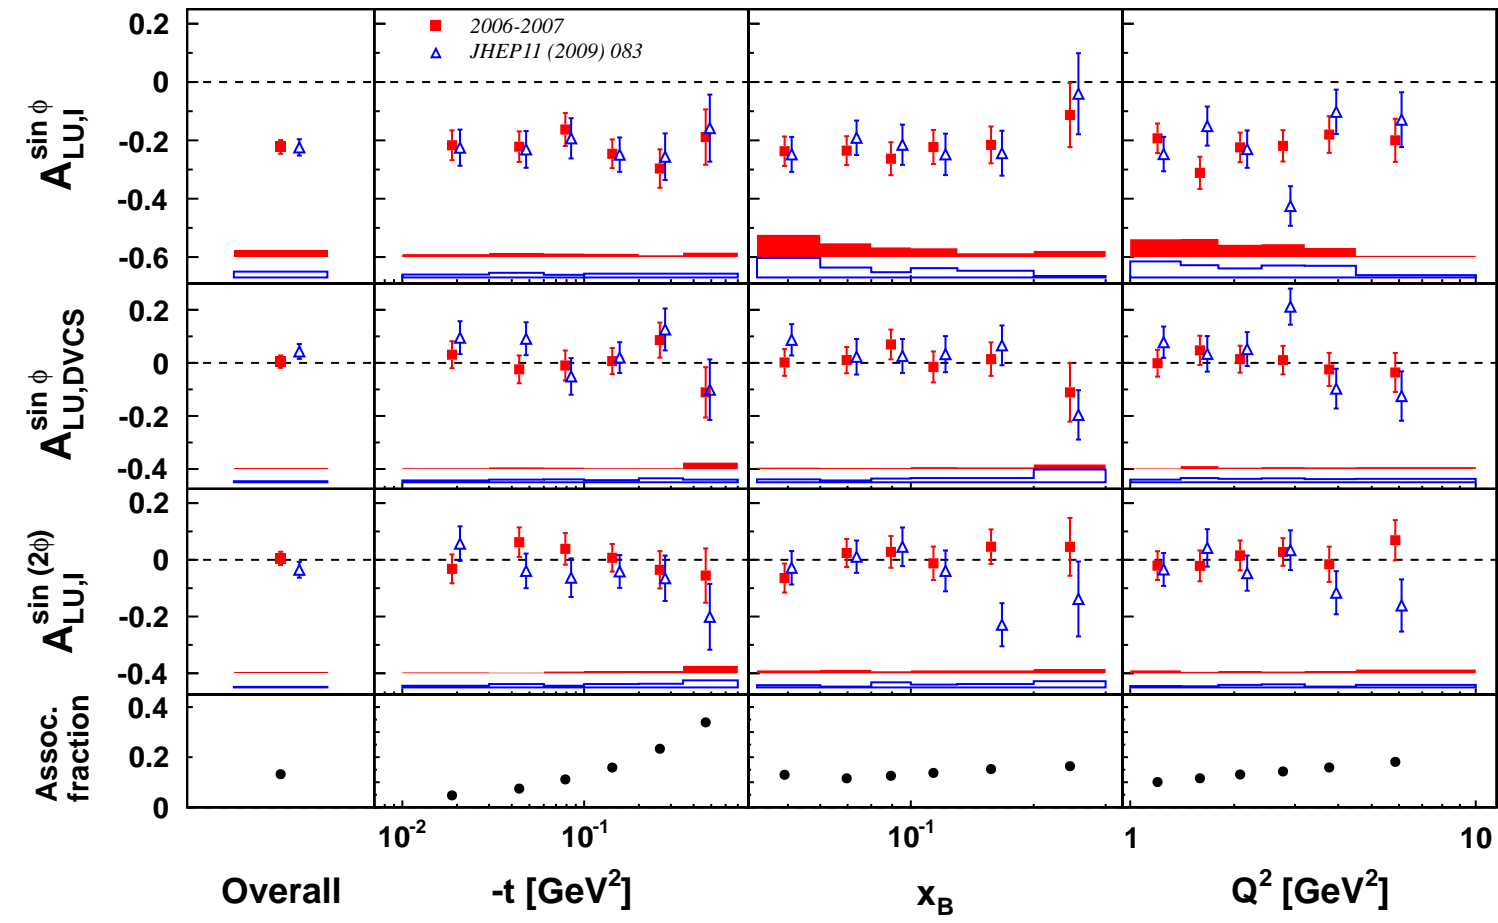 2006-2007
JHEP11 (2009) 083
A LU,I sin ϕ
0.2
0
-0.2
-0.4
-0.6
A LU,DVCS sin ϕ
0.2
0
-0.2
-0.4
A LU,I sin (2ϕ)
0.2
0
-0.2
-0.4
Assoc.
fraction
0.4
0.2
0
10^-2 10^-1 10^-1 1 10
Overall -t [GeV^2] x_B Q^2 [GeV^2]